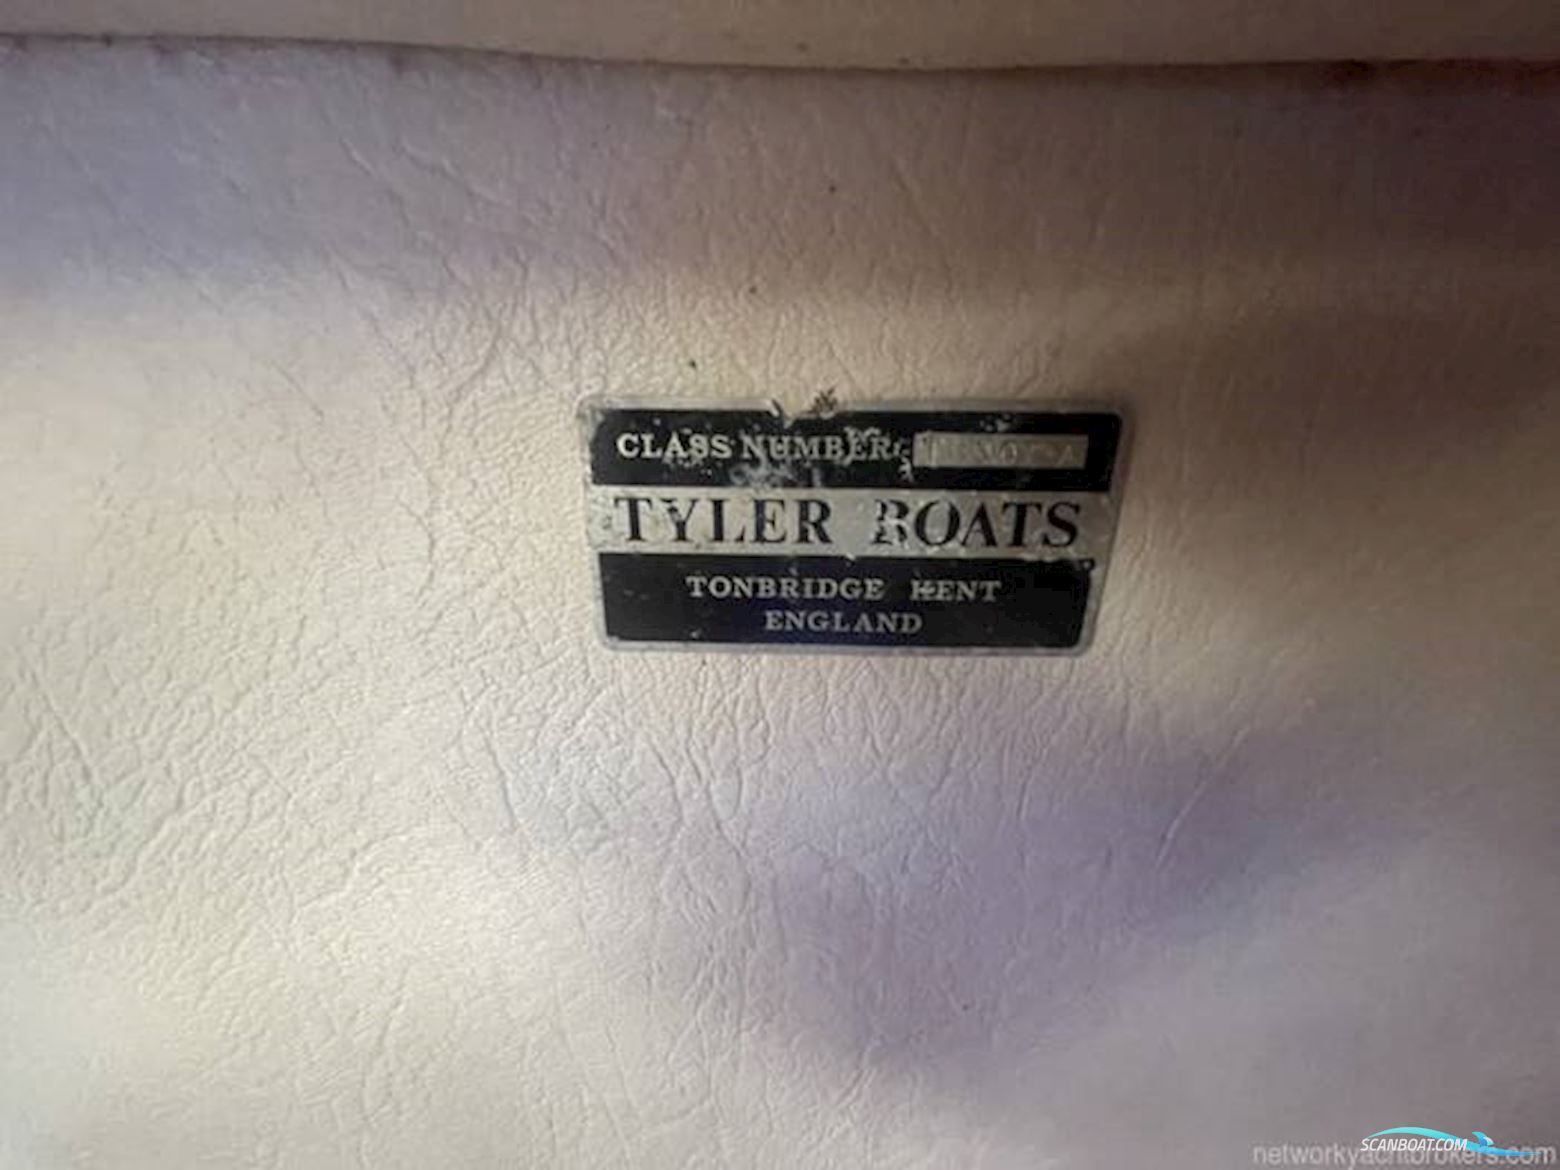 CLASS NUMBER
TYLER BOATS
TONBRIDGE KENT
ENGLAND
SCANBOAT.COM
networkyachtbrokers.com